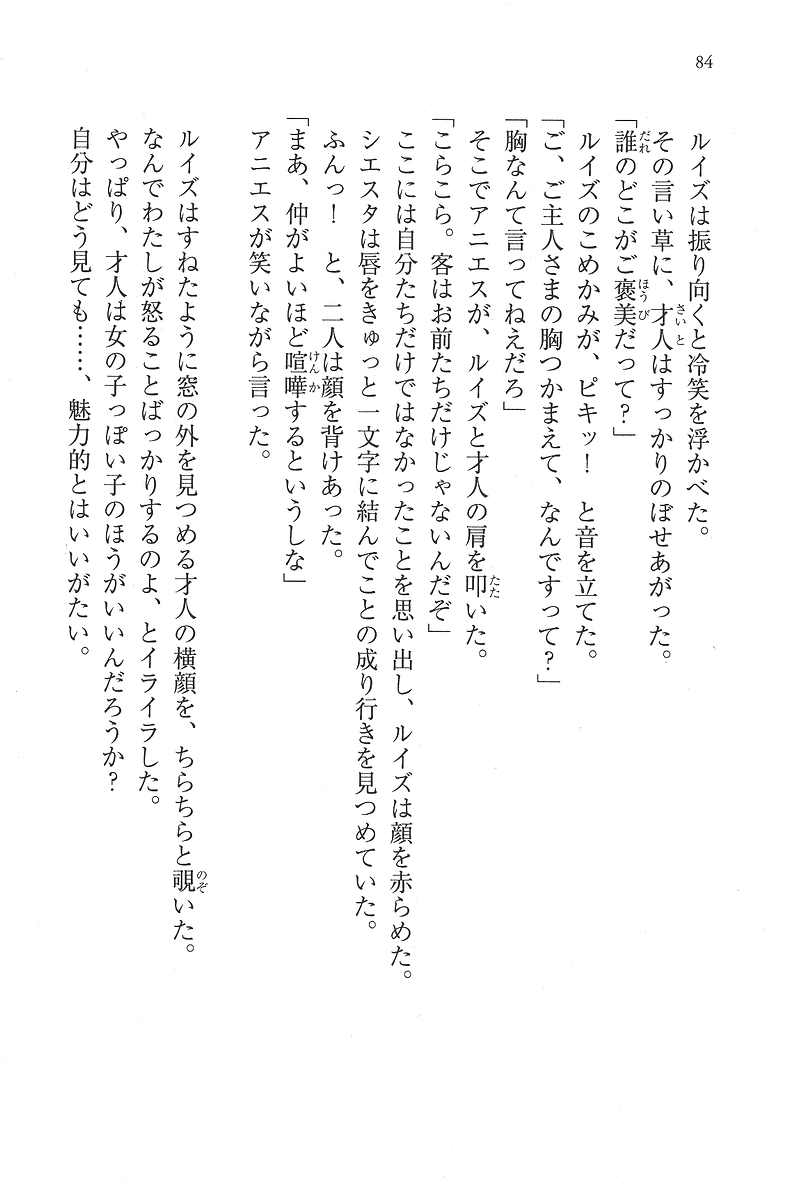 84
ルイズは振り向くと冷笑を浮かべた。
その言い草に、才人はすっかりのぼせあがった。
「誰のどこがご褒美だって?」
ルイズのこめかみが、ピキッ! と音を立てた。
「ご、ご主人さまの胸つかまえて、なんですって?」
「胸なんて言ってねえだろ」
そこでアニエスが、ルイズと才人の肩を叩いた。
「こらこら。客はお前たちだけじゃないんだぞ」
ここには自分たちだけではなかったことを思い出し、ルイズは顔を赤らめた。
シエスタは唇をきゅっと一文字に結んでことの成り行きを見つめていた。
ふんっ! と、二人は顔を背けあった。
「まあ、仲がよいほど喧嘩するというしな」
アニエスが笑いながら言った。
ルイズはすねたように窓の外を見つめる才人の横顔を、ちらちらと覗いた。
なんでわたしが怒ることばっかりするのよ、とイライラした。
やっぱり、才人は女の子っぽい子のほうがいいんだろうか?
自分はどう見ても……、魅力的とはいいがたい。